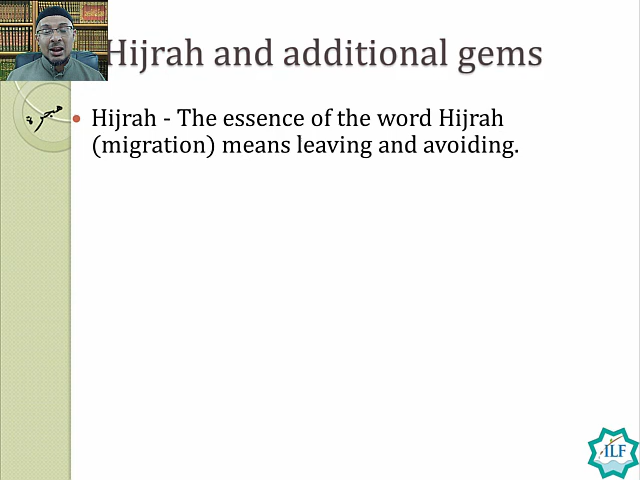 Hijrah and additional gems
هجرة
Hijrah - The essence of the word Hijrah
(migration) means leaving and avoiding.
ILF